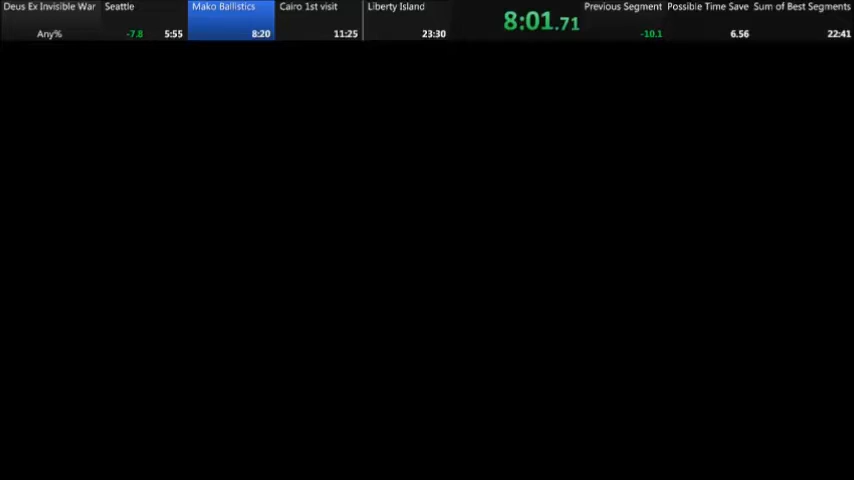 Deus Ex Invisible War Seattle Mako Ballistics Cairo 1st visit Liberty Island 8:01.71 Previous Segment Possible Time Save Sum of Best Segments
Any% -7.8 5:55 8:20 11:25 23:30 -10.1 6.56 22:41